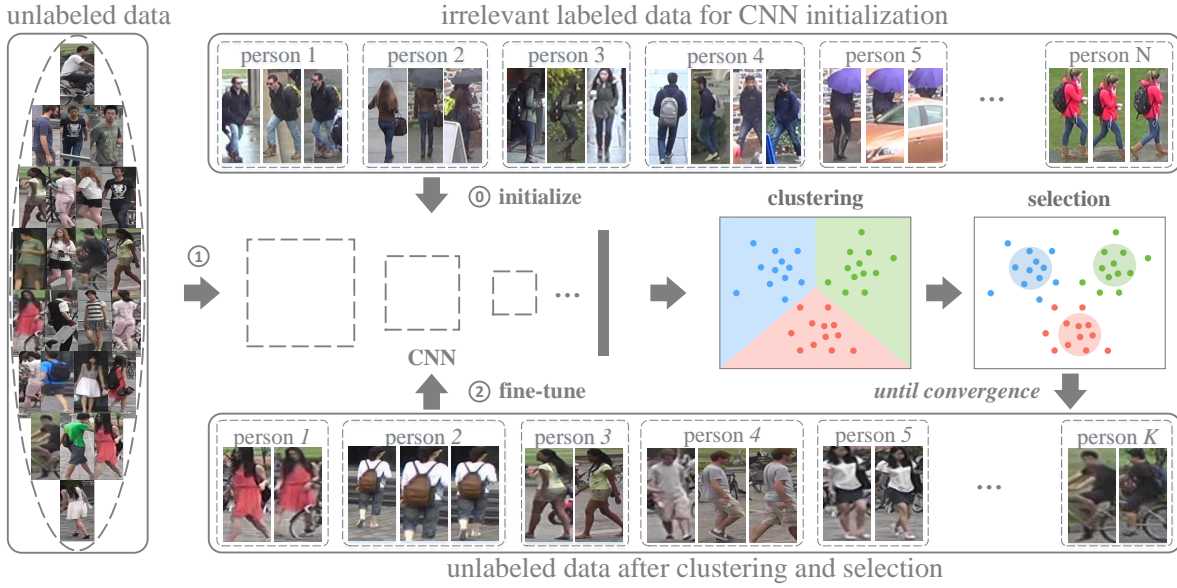 unlabeled data
irrelevant labeled data for CNN initialization
person 1
person 2
person 3
person 4
person 5
...
person N
⓪ initialize
clustering
selection
①
...
CNN
② fine-tune
until convergence
person 1
person 2
person 3
person 4
person 5
...
person K
unlabeled data after clustering and selection